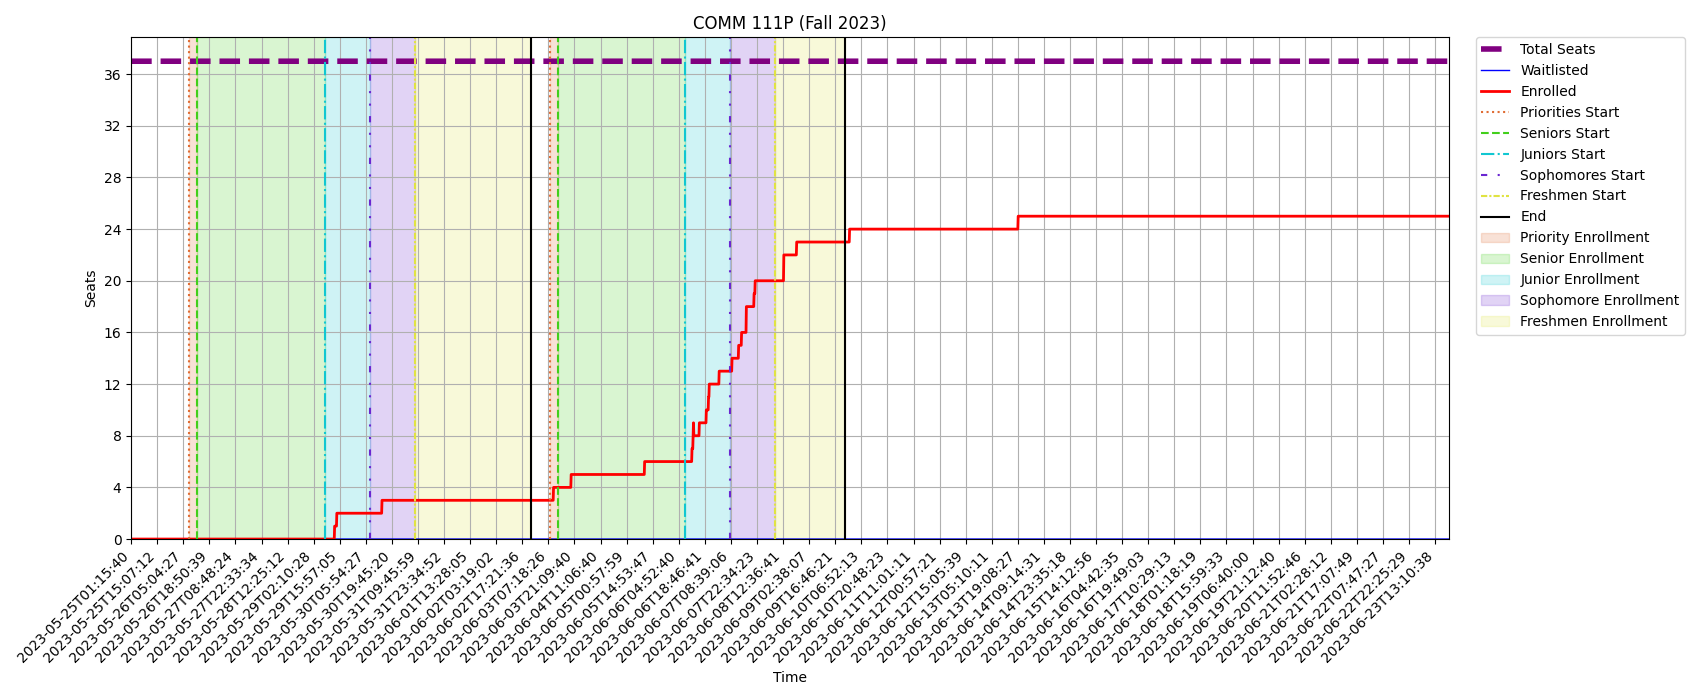 COMM 111P (Fall 2023)
Seats
36
32
28
24
20
16
12
8
4
0
2023-05-25T01:15:40
2023-05-25T15:07:12
2023-05-26T05:04:27
2023-05-26T18:50:39
2023-05-27T08:48:24
2023-05-27T22:33:34
2023-05-28T12:25:12
2023-05-29T02:10:28
2023-05-29T15:57:05
2023-05-30T05:54:27
2023-05-30T19:45:20
2023-05-31T09:45:59
2023-05-31T23:34:52
2023-06-01T13:28:05
2023-06-02T03:19:02
2023-06-02T17:21:36
2023-06-03T07:18:26
2023-06-03T21:09:40
2023-06-04T11:06:40
2023-06-05T00:57:59
2023-06-05T14:53:47
2023-06-06T04:52:40
2023-06-06T18:46:41
2023-06-07T08:39:06
2023-06-07T22:34:23
2023-06-08T12:36:41
2023-06-09T02:38:07
2023-06-09T16:46:21
2023-06-10T06:52:13
2023-06-10T20:48:23
2023-06-11T11:01:11
2023-06-12T00:57:21
2023-06-12T15:05:39
2023-06-13T05:10:11
2023-06-13T19:08:27
2023-06-14T09:14:31
2023-06-14T23:35:18
2023-06-15T14:12:56
2023-06-16T04:42:35
2023-06-16T19:49:03
2023-06-17T10:29:13
2023-06-18T01:18:19
2023-06-18T15:59:33
2023-06-19T06:40:00
2023-06-19T21:12:40
2023-06-20T11:52:46
2023-06-21T02:28:12
2023-06-21T17:07:49
2023-06-22T07:47:27
2023-06-22T22:25:29
2023-06-23T13:10:38
Time
Total Seats
Waitlisted
Enrolled
Priorities Start
Seniors Start
Juniors Start
Sophomores Start
Freshmen Start
End
Priority Enrollment
Senior Enrollment
Junior Enrollment
Sophomore Enrollment
Freshmen Enrollment